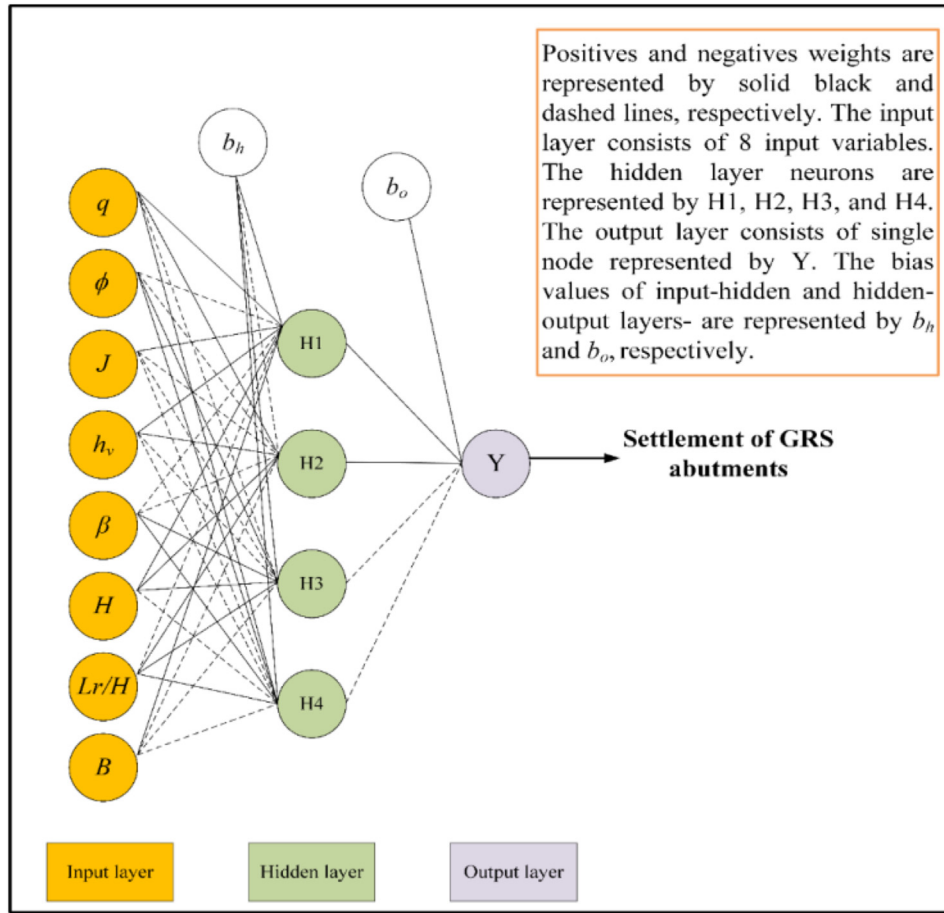 Positives and negatives weights are
represented by solid black and
dashed lines, respectively. The input
layer consists of 8 input variables.
The hidden layer neurons are
represented by H1, H2, H3, and H4.
The output layer consists of single
node represented by Y. The bias
values of input-hidden and hidden-
output layers- are represented by bh
and bo, respectively.
bh
bo
q
ϕ
J
hv
β
H
Lr/H
B
H1
H2
H3
H4
Y
Settlement of GRS
abutments
Input layer
Hidden layer
Output layer